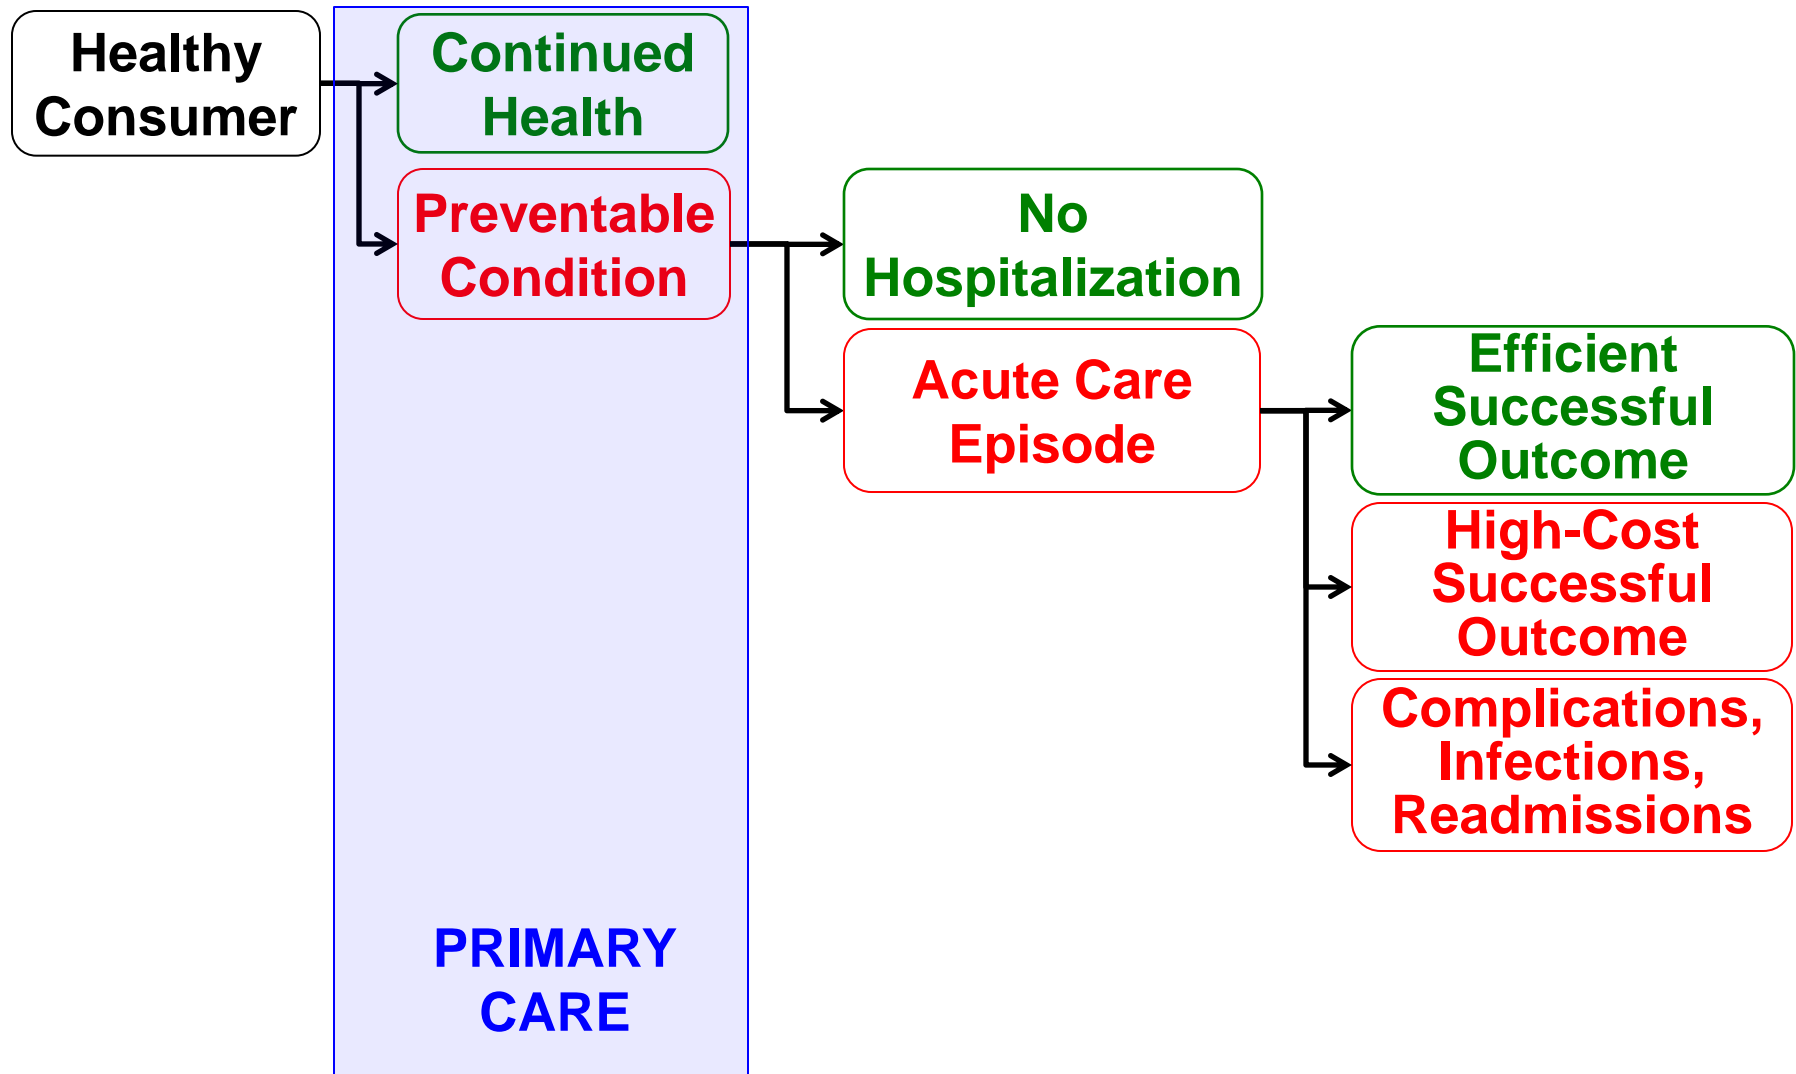 Healthy
Consumer
Continued
Health
Preventable
Condition
No
Hospitalization
Acute Care
Episode
Efficient
Successful
Outcome
High-Cost
Successful
Outcome
Complications,
Infections,
Readmissions
PRIMARY
CARE